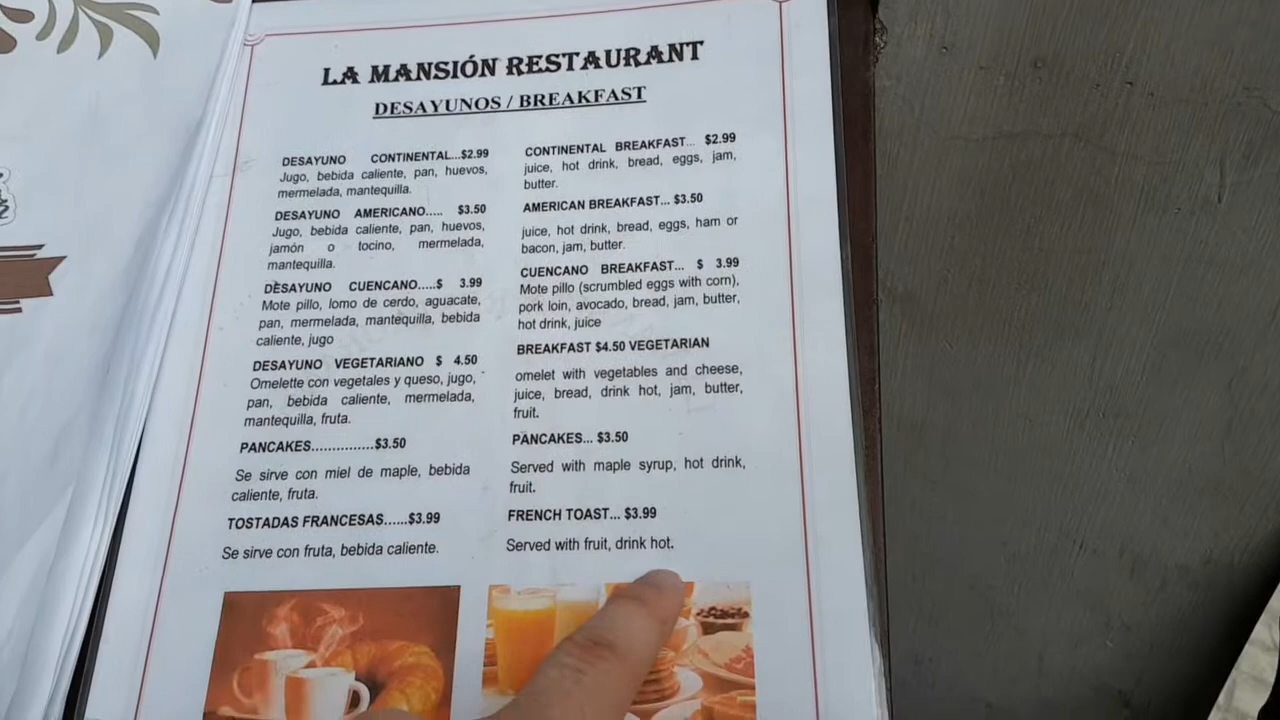 LA MANSIÓN RESTAURANT
DESAYUNOS / BREAKFAST
DESAYUNO CONTINENTAL...$2.99
Jugo, bebida caliente, pan, huevos,
mermelada, mantequilla.
DESAYUNO AMERICANO..... $3.50
Jugo, bebida caliente, pan, huevos,
jamón o tocino, mermelada,
mantequilla.
DESAYUNO CUENCANO.....$ 3.99
Mote pillo, lomo de cerdo, aguacate,
pan, mermelada, mantequilla, bebida
caliente, jugo
DESAYUNO VEGETARIANO $ 4.50
Omelette con vegetales y queso, jugo,
pan, bebida caliente, mermelada,
mantequilla, fruta.
PANCAKES...............$3.50
Se sirve con miel de maple, bebida
caliente, fruta.
TOSTADAS FRANCESAS......$3.99
Se sirve con fruta, bebida caliente.
CONTINENTAL BREAKFAST... $2.99
juice, hot drink, bread, eggs, jam,
butter.
AMERICAN BREAKFAST... $3.50
juice, hot drink, bread, eggs, ham or
bacon, jam, butter.
CUENCANO BREAKFAST... $ 3.99
Mote pillo (scrumbled eggs with corn),
pork loin, avocado, bread, jam, butter,
hot drink, juice
BREAKFAST $4.50 VEGETARIAN
omelet with vegetables and cheese,
juice, bread, drink hot, jam, butter,
fruit.
PANCAKES... $3.50
Served with maple syrup, hot drink,
fruit.
FRENCH TOAST... $3.99
Served with fruit, drink hot.